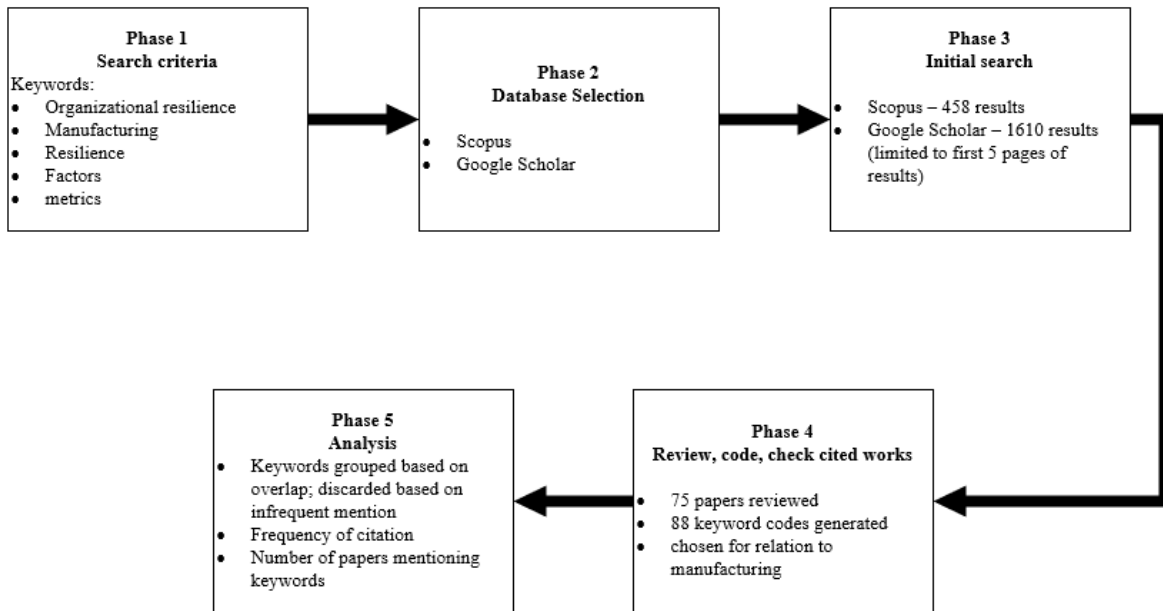 Phase 1
Search criteria
Keywords:
● Organizational resilience
● Manufacturing
● Resilience
● Factors
● metrics
Phase 2
Database Selection
● Scopus
● Google Scholar
Phase 3
Initial search
● Scopus – 458 results
● Google Scholar – 1610 results
(limited to first 5 pages of
results)
Phase 4
Review, code, check cited works
● 75 papers reviewed
● 88 keyword codes generated
● chosen for relation to
manufacturing
Phase 5
Analysis
● Keywords grouped based on
overlap; discarded based on
infrequent mention
● Frequency of citation
● Number of papers mentioning
keywords